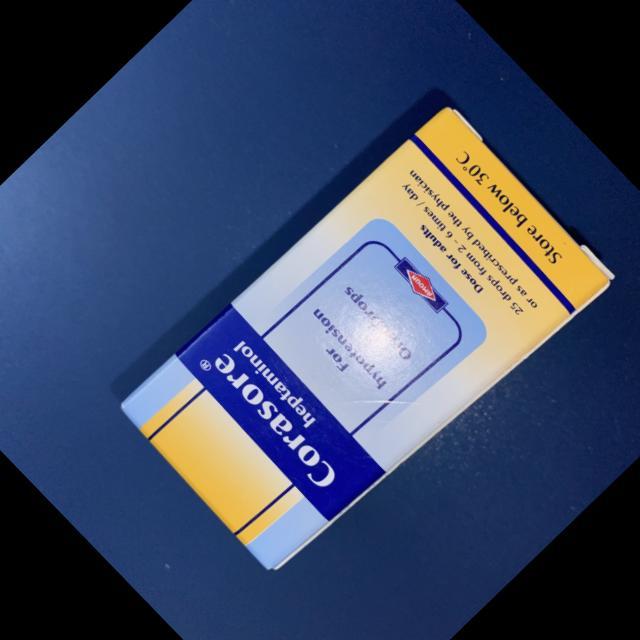 Corasore®
heptaminol
For
hypotension
Oral drops
Dose for adults
25 drops from 2 - 6 time / day
or as prescribed by the physician
Store below 30°C